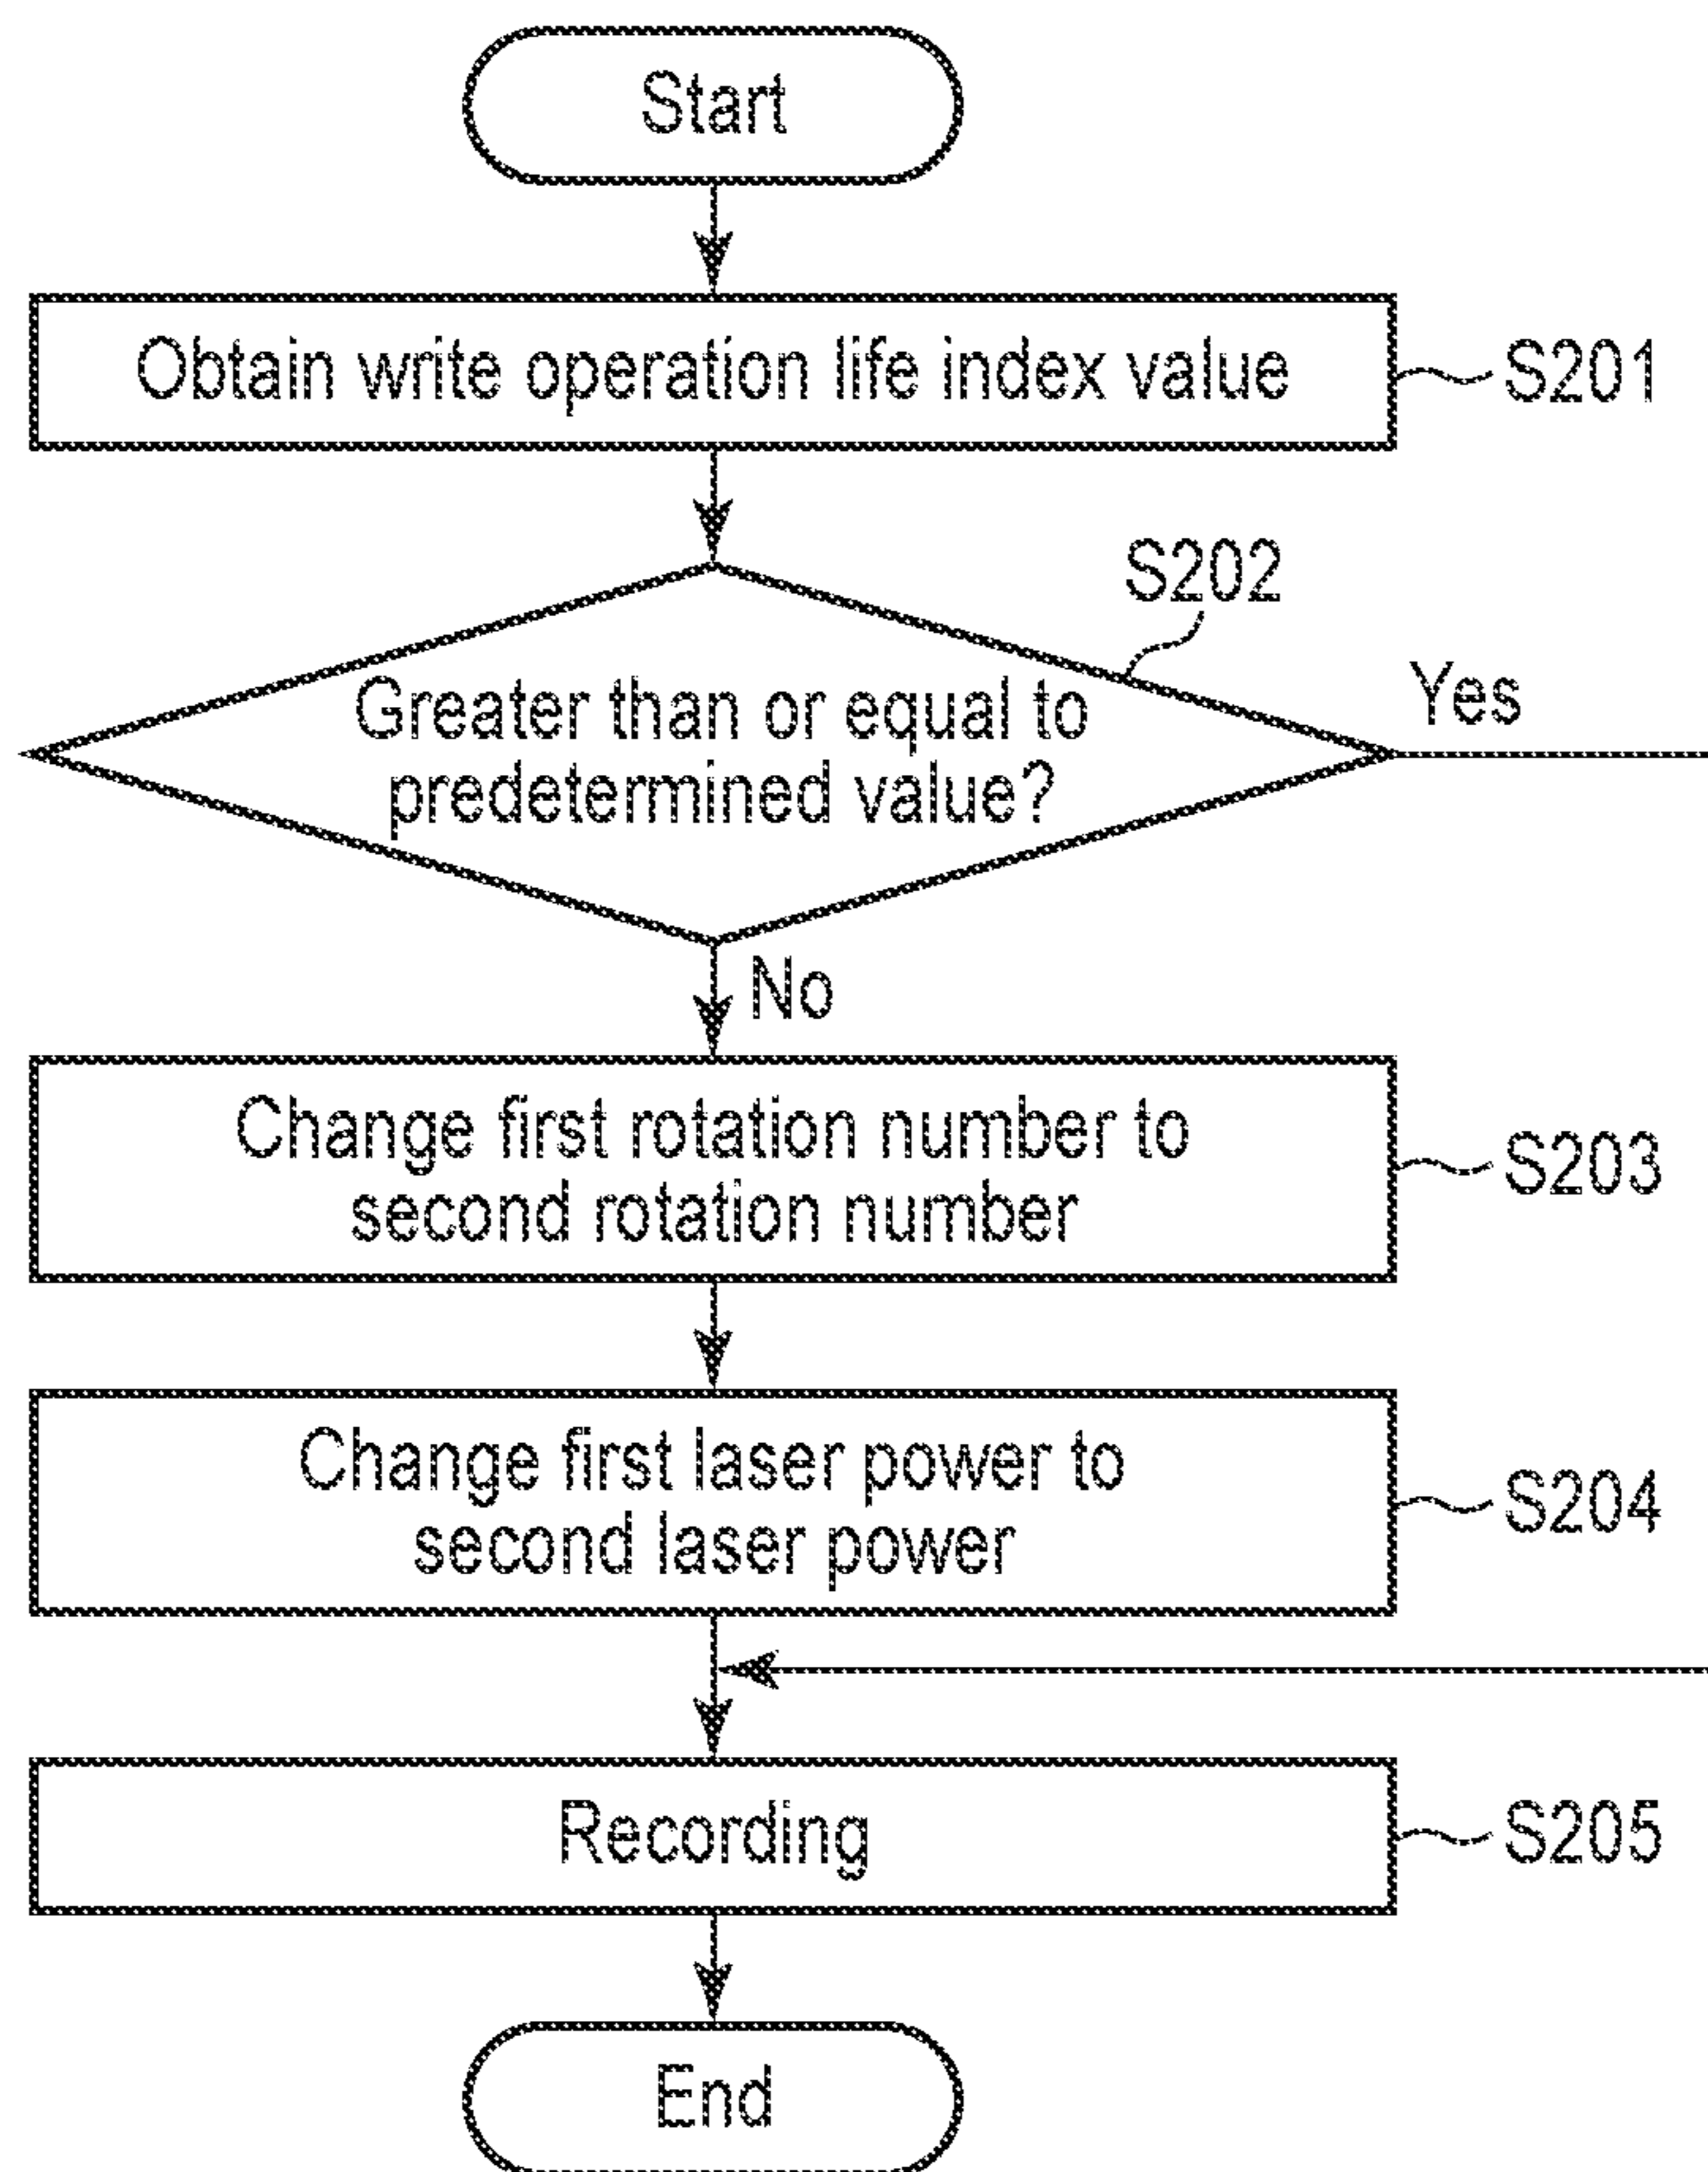 Start
Obtain write operation life index value
S201
S202
Greater than or equal to
predetermined value?
Yes
No
Change first rotation number to
second rotation number
S203
Change first laser power to
second laser power
S204
Recording
S205
End